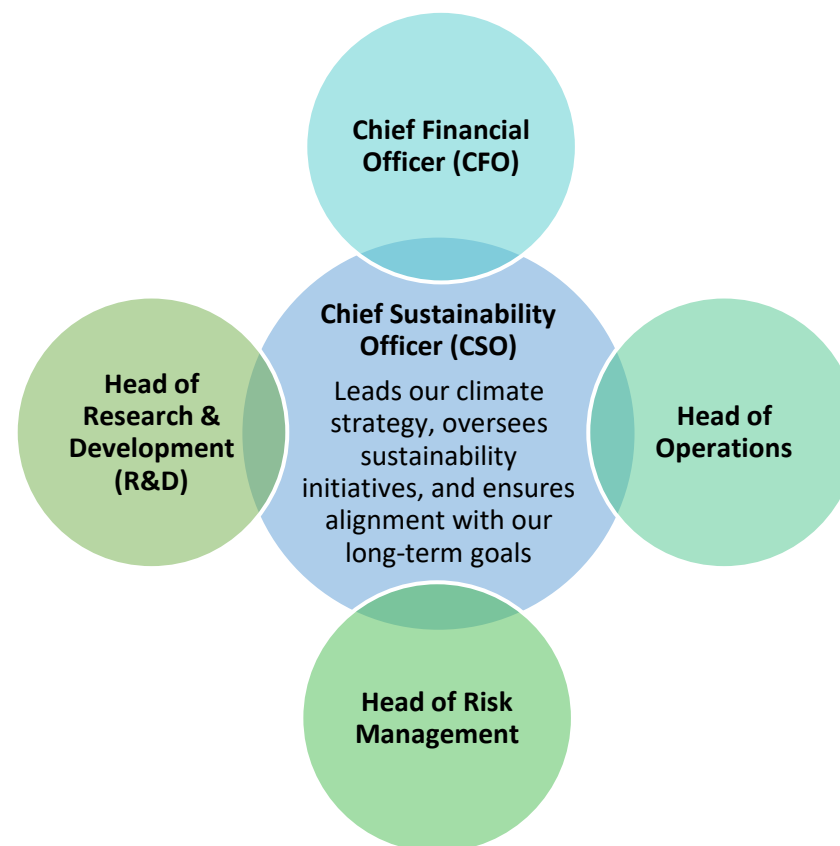 Chief Financial
Officer (CFO)
Chief Sustainability
Officer (CSO)
Leads our climate
strategy, oversees
sustainability
initiatives, and ensures
alignment with our
long-term goals
Head of
Research &
Development
(R&D)
Head of
Operations
Head of Risk
Management